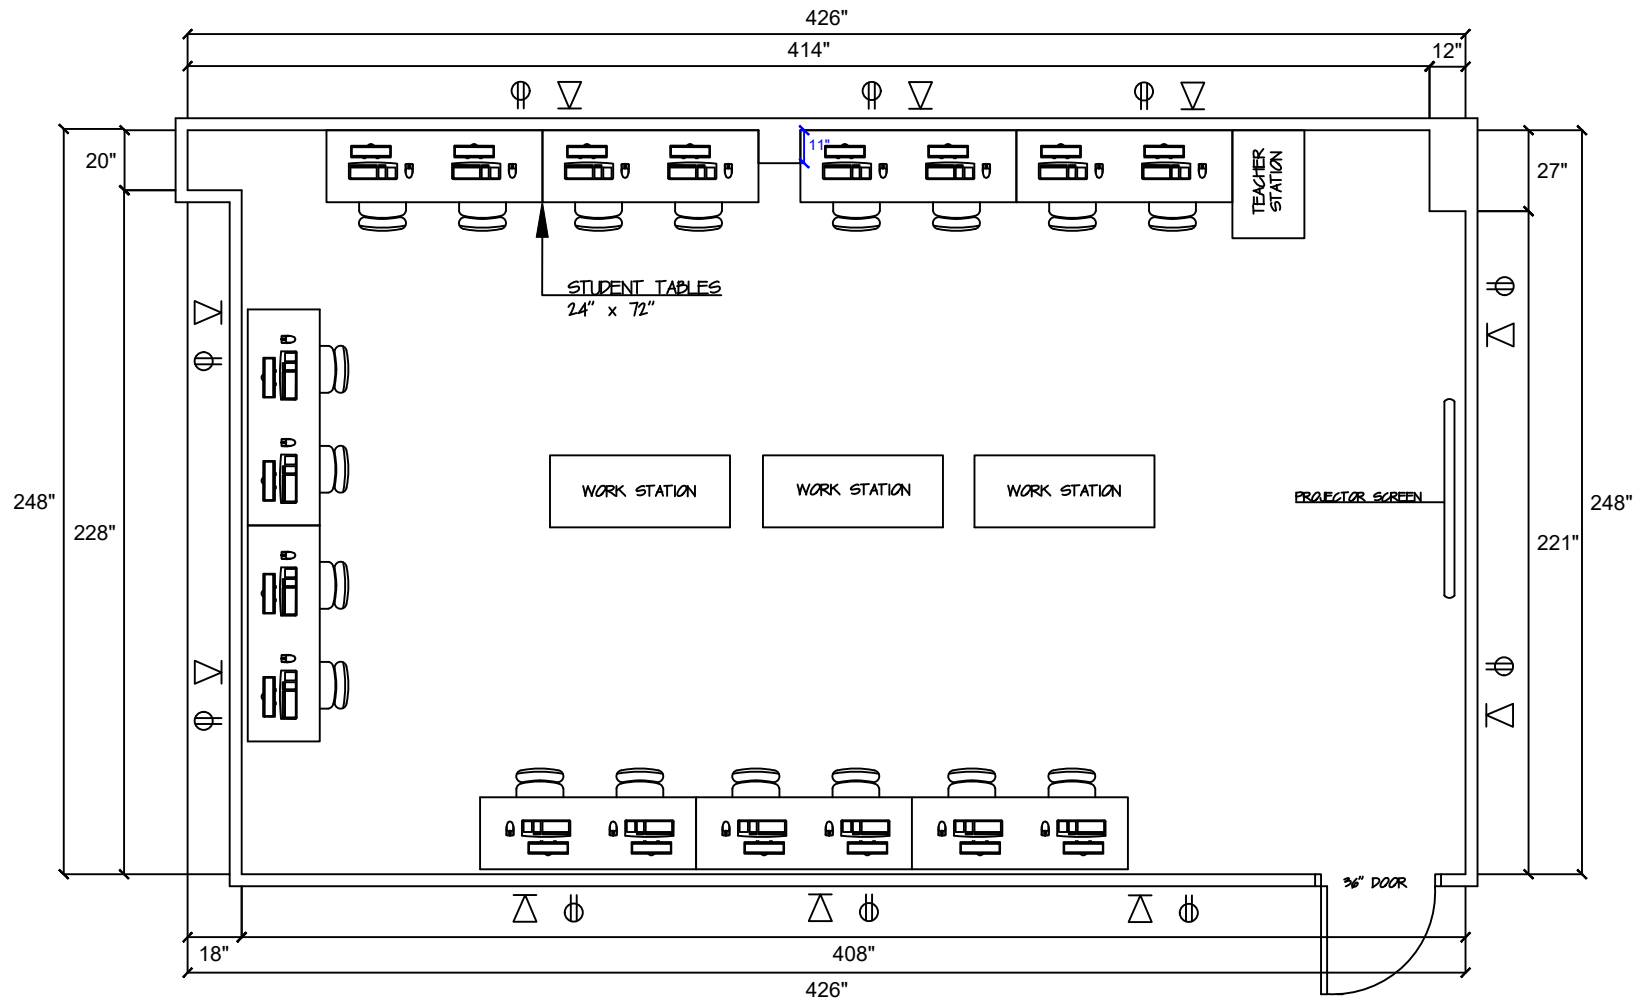 426"
414"
12"
20"
11"
27"
TEACHER
STATION
STUDENT TABLES
24" x 72"
WORK STATION
WORK STATION
WORK STATION
PROJECTOR SCREEN
248"
228"
248"
221"
36" DOOR
18"
408"
426"